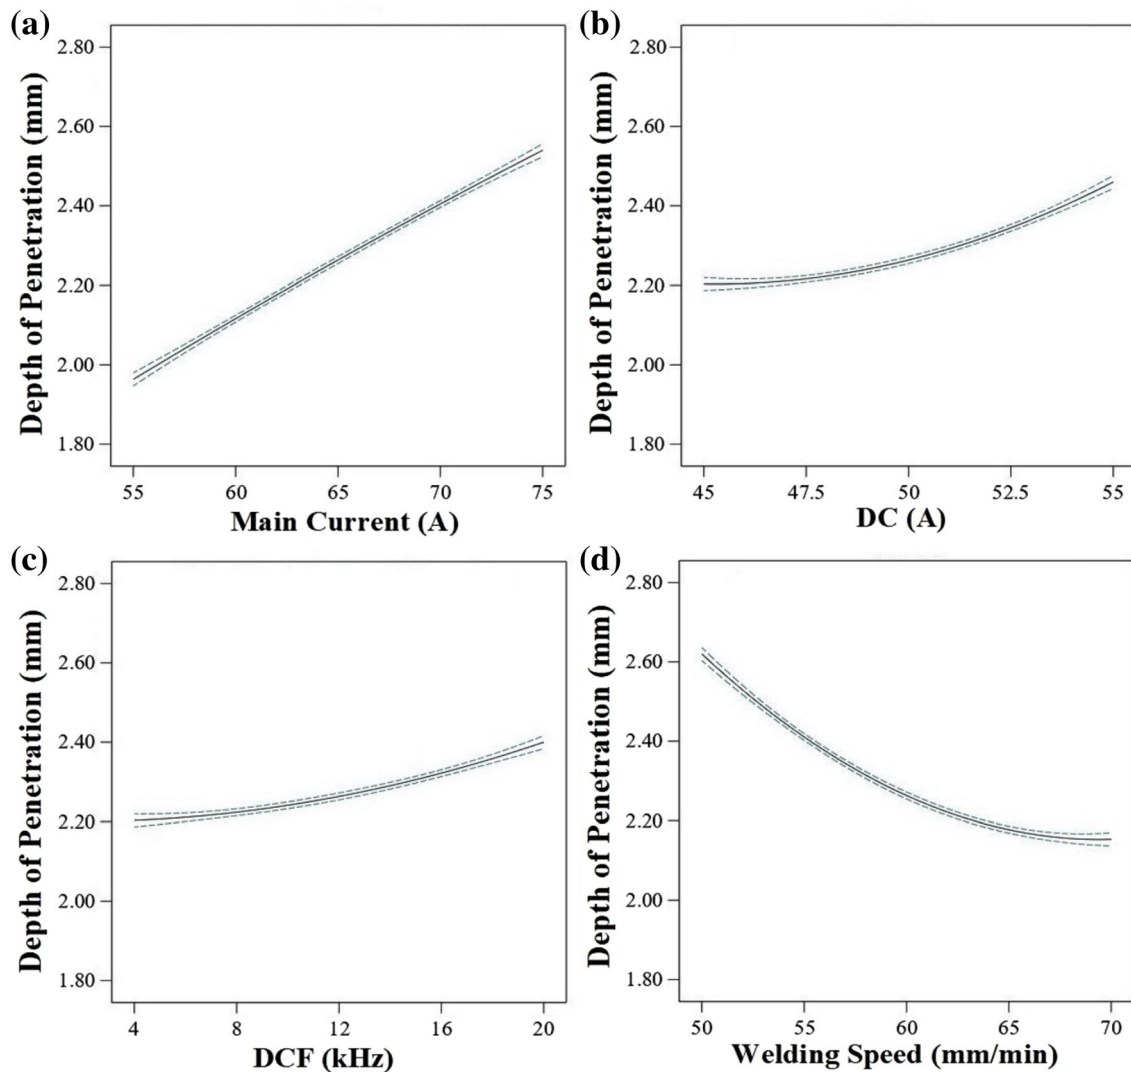 (a)
Depth of Penetration (mm)
2.80
2.60
2.40
2.20
2.00
1.80
55 60 65 70 75
Main Current (A)
(b)
Depth of Penetration (mm)
2.80
2.60
2.40
2.20
2.00
1.80
45 47.5 50 52.5 55
DC (A)
(c)
Depth of Penetration (mm)
2.80
2.60
2.40
2.20
2.00
1.80
4 8 12 16 20
DCF (kHz)
(d)
Depth of Penetration (mm)
2.80
2.60
2.40
2.20
2.00
1.80
50 55 60 65 70
Welding Speed (mm/min)